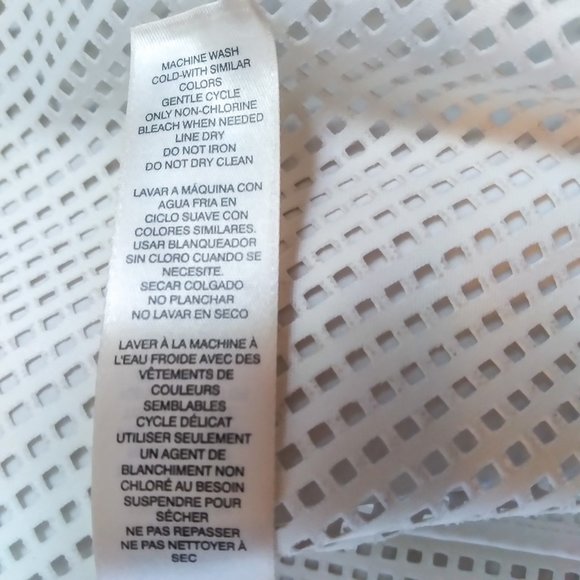 MACHINE WASH
COLD-WITH SIMILAR
COLORS
GENTLE CYCLE
ONLY NON-CHLORINE
BLEACH WHEN NEEDED
LINE DRY
DO NOT IRON
DO NOT DRY CLEAN
LAVAR A MÁQUINA CON
AGUA FRIA EN
CICLO SUAVE CON
COLORES SIMILARES.
USAR BLANQUEADOR
SIN CLORO CUANDO SE
NECESITE.
SECAR COLGADO
NO PLANCHAR
NO LAVAR EN SECO
LAVER À LA MACHINE À
L'EAU FROIDE AVEC DES
VÊTEMENTS DE
COULEURS
SEMBLABLES
CYCLE DÉLICAT
UTILISER SEULEMENT
UN AGENT DE
BLANCHIMENT NON
CHLORÉ AU BESOIN
SUSPENDRE POUR
SÉCHER
NE PAS REPASSER
NE PAS NETTOYER À
SEC